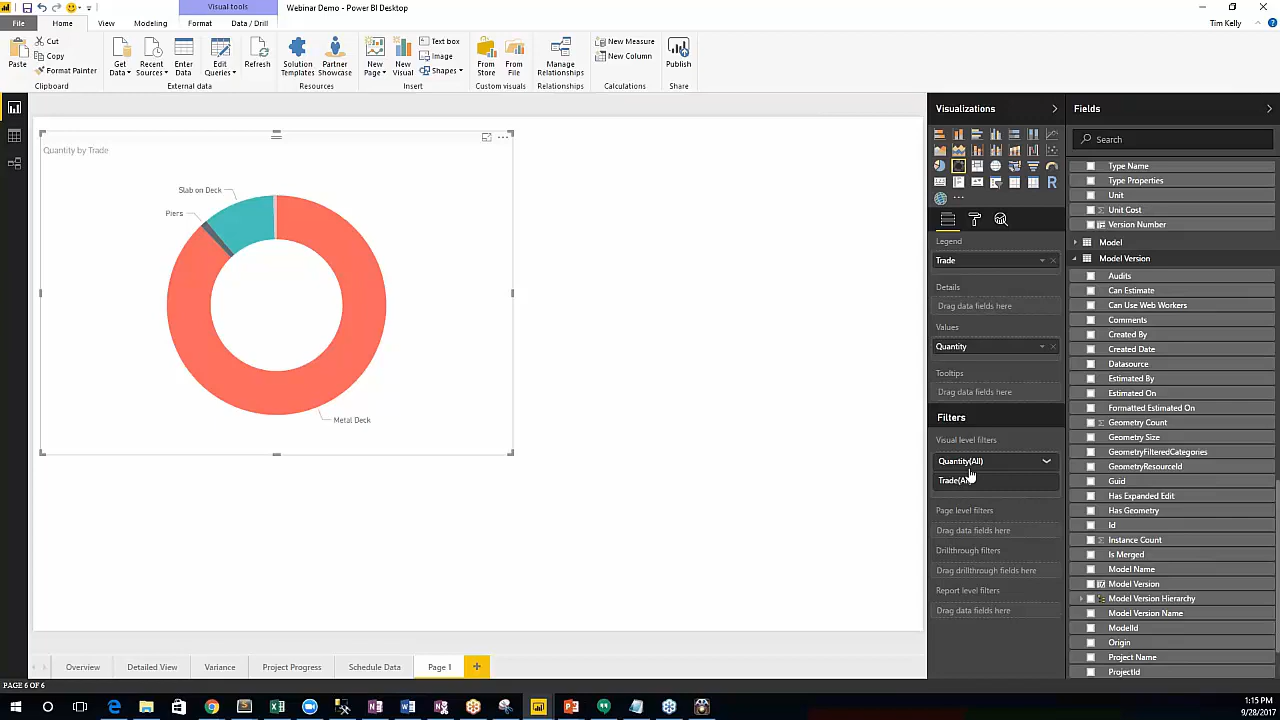 Visual tools
Webinar Demo - Power BI Desktop
File
Home
View
Modeling
Format
Data / Drill
Tim Kelly
Paste
Cut
Copy
Format Painter
Clipboard
Get Data
Recent Sources
Enter Data
Edit Queries
Refresh
External data
Solution Templates
Partner Showcase
Resources
New Page
New Visual
Text box
Image
Shapes
Insert
From Store
From File
Custom visuals
Manage Relationships
Relationships
New Measure
New Column
Calculations
Publish
Share
Quantity by Trade
Slab on Deck
Piers
Metal Deck
Visualizations
R
Legend
Trade
Details
Drag data fields here
Values
Quantity
Tooltips
Drag data fields here
Filters
Visual level filters
Quantity(All)
Page level filters
Drag data fields here
Drillthrough filters
Drag drillthrough fields here
Report level filters
Drag data fields here
Fields
Search
Type Name
Type Properties
Unit
Unit Cost
Version Number
Model
Model Version
Audits
Can Estimate
Can Use Web Workers
Comments
Created By
Created Date
Datasource
Estimated By
Estimated On
Formatted Estimated On
Geometry Count
Geometry Size
GeometryFilteredCategories
GeometryResourceId
Guid
Has Expanded Edit
Has Geometry
Id
Instance Count
Is Merged
Model Name
Model Version
Model Version Hierarchy
Model Version Name
ModelId
Origin
Project Name
ProjectId
Overview
Detailed View
Variance
Project Progress
Schedule Data
Page 1
PAGE 6 OF 6
1:15 PM
9/28/2017